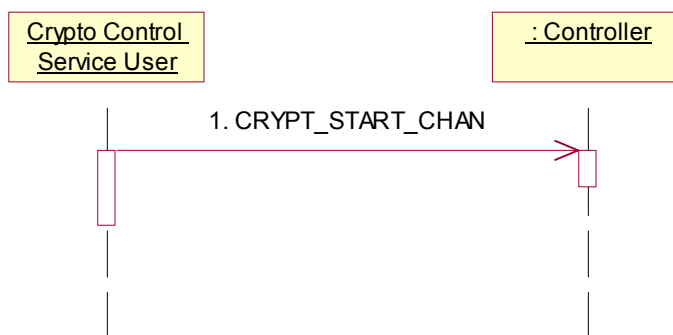 Crypto Control
Service User
: Controller
1. CRYPT_START_CHAN